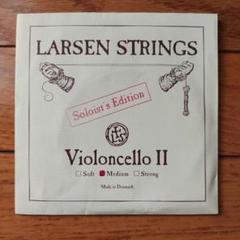 LARSEN STRINGS
Soloist's Edition
Violoncello II
Soft Medium Strong
Made in Denmark